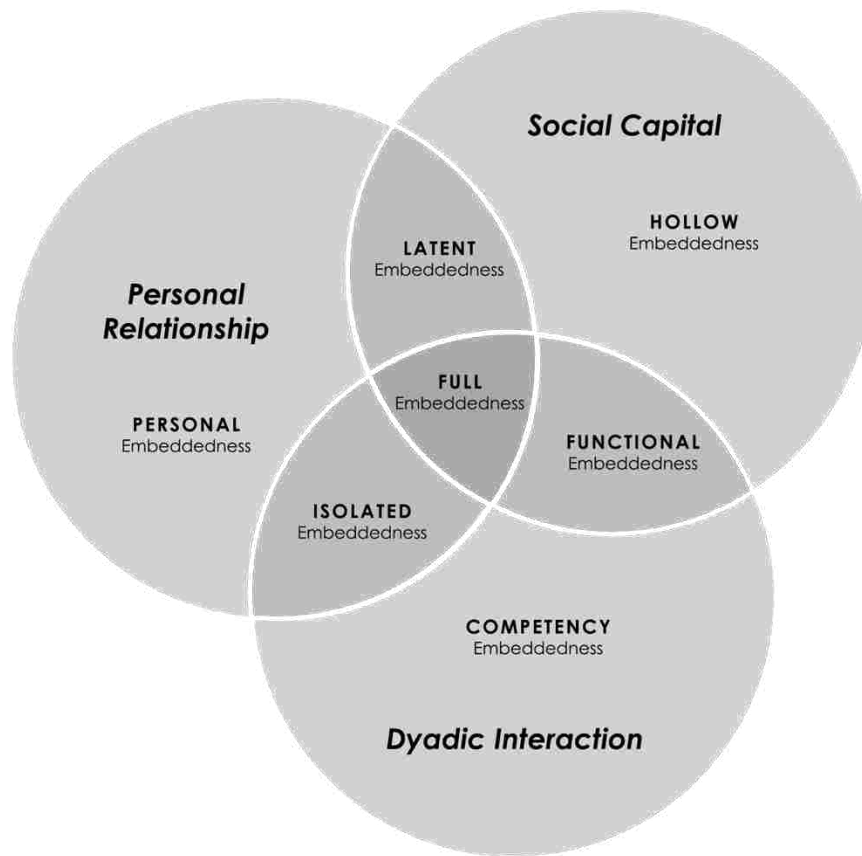 Social Capital
HOLLOW
Embeddedness
LATENT
Embeddedness
Personal
Relationship
FULL
Embeddedness
PERSONAL
Embeddedness
FUNCTIONAL
Embeddedness
ISOLATED
Embeddedness
COMPETENCY
Embeddedness
Dyadic Interaction